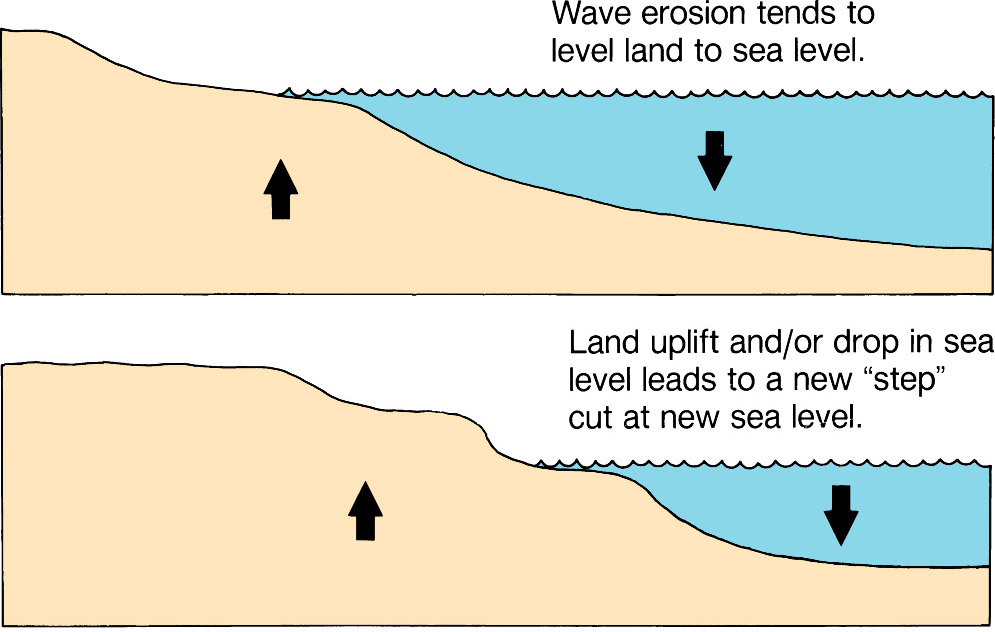 Wave erosion tends to
level land to sea level.
Land uplift and/or drop in sea
level leads to a new “step”
cut at new sea level.